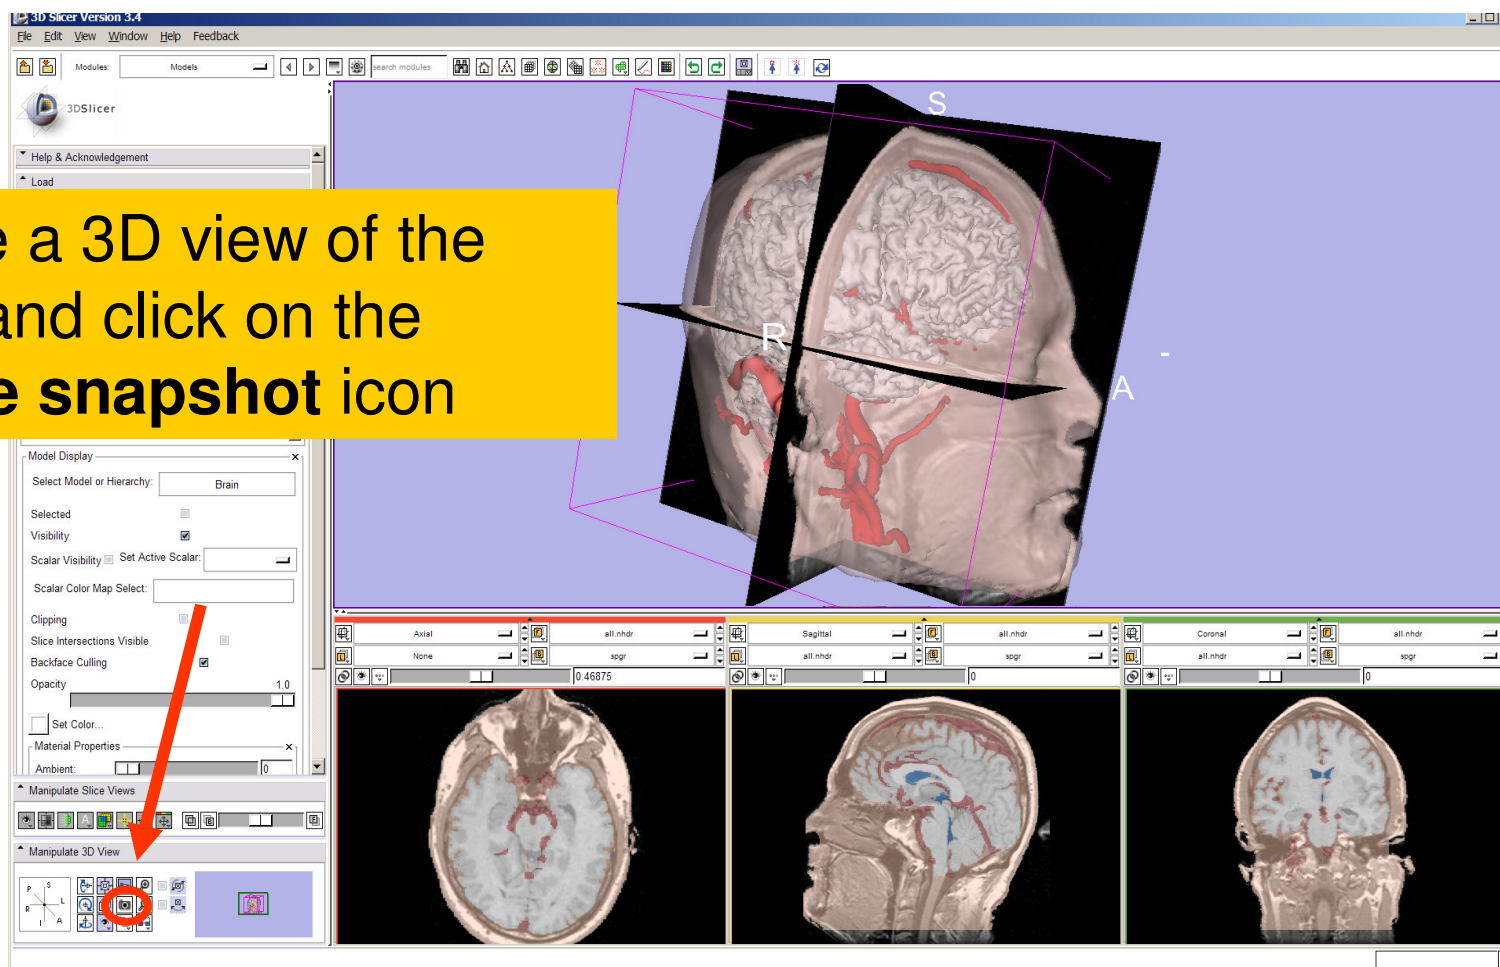 3D Slicer Version 3.4
File Edit View Window Help Feedback
Modules: Models search modules
3DSlicer
Help & Acknowledgement
Load
e a 3D view of the
and click on the
e snapshot icon
S
R
A
-
Model Display
Select Model or Hierarchy: Brain
Selected
Visibility
Scalar Visibility Set Active Scalar:
Scalar Color Map Select:
Clipping
Slice Intersections Visible
Backface Culling
Opacity 1.0
Set Color...
Material Properties
Ambient: 0
Manipulate Slice Views
Manipulate 3D View
P S
R L
I A
Axial all.nhdr
None spgr
0.46875
Sagittal all.nhdr
all.nhdr spgr
0
Coronal all.nhdr
all.nhdr spgr
0